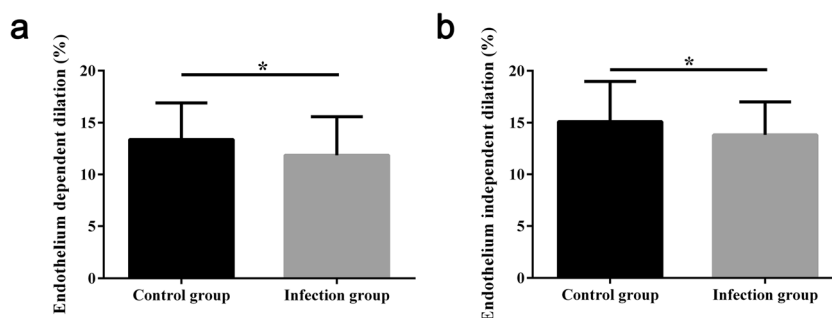 a
Endothelium dependent dilation (%)
20
15
10
5
0
*
Control group
Infection group
b
Endothelium independent dilation (%)
20
15
10
5
0
*
Control group
Infection group